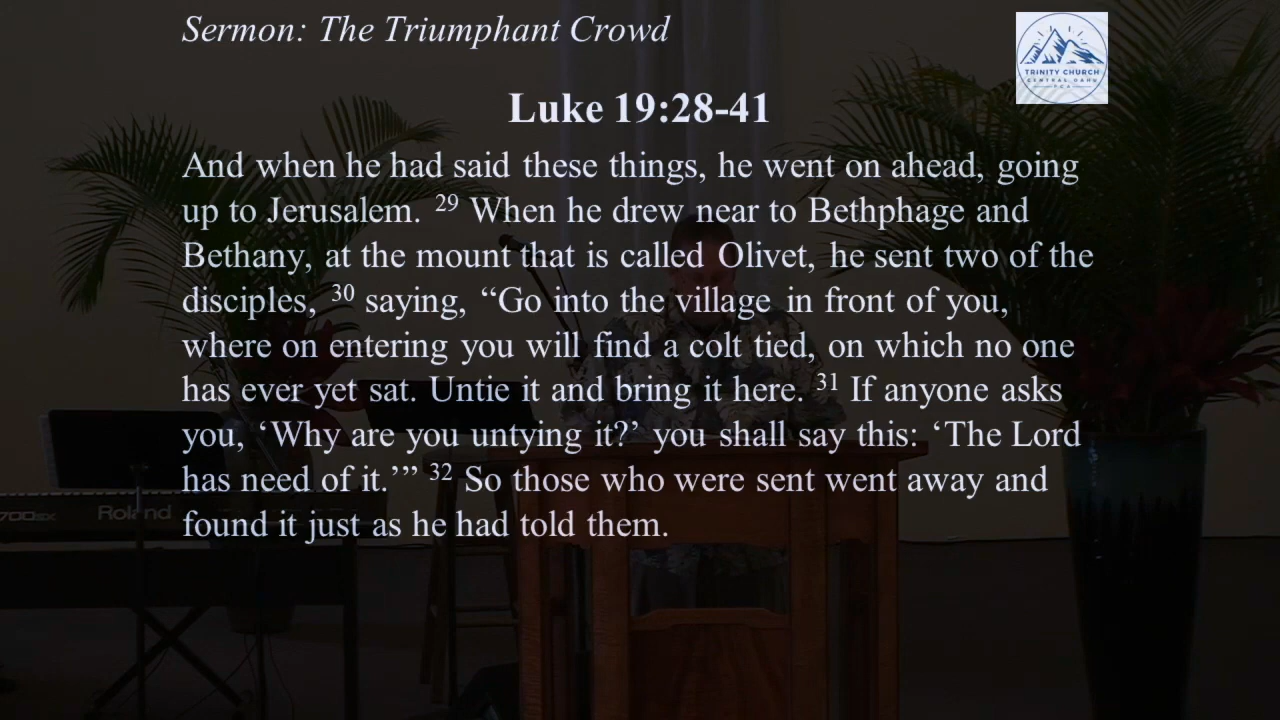 Sermon: The Triumphant Crowd
TRINITY CHURCH
CENTRAL OAHU
PCA
Luke 19:28-41
And when he had said these things, he went on ahead, going
up to Jerusalem. 29 When he drew near to Bethphage and
Bethany, at the mount that is called Olivet, he sent two of the
disciples, 30 saying, “Go into the village in front of you,
where on entering you will find a colt tied, on which no one
has ever yet sat. Untie it and bring it here. 31 If anyone asks
you, ‘Why are you untying it?’ you shall say this: ‘The Lord
has need of it.’” 32 So those who were sent went away and
found it just as he had told them.
Roland